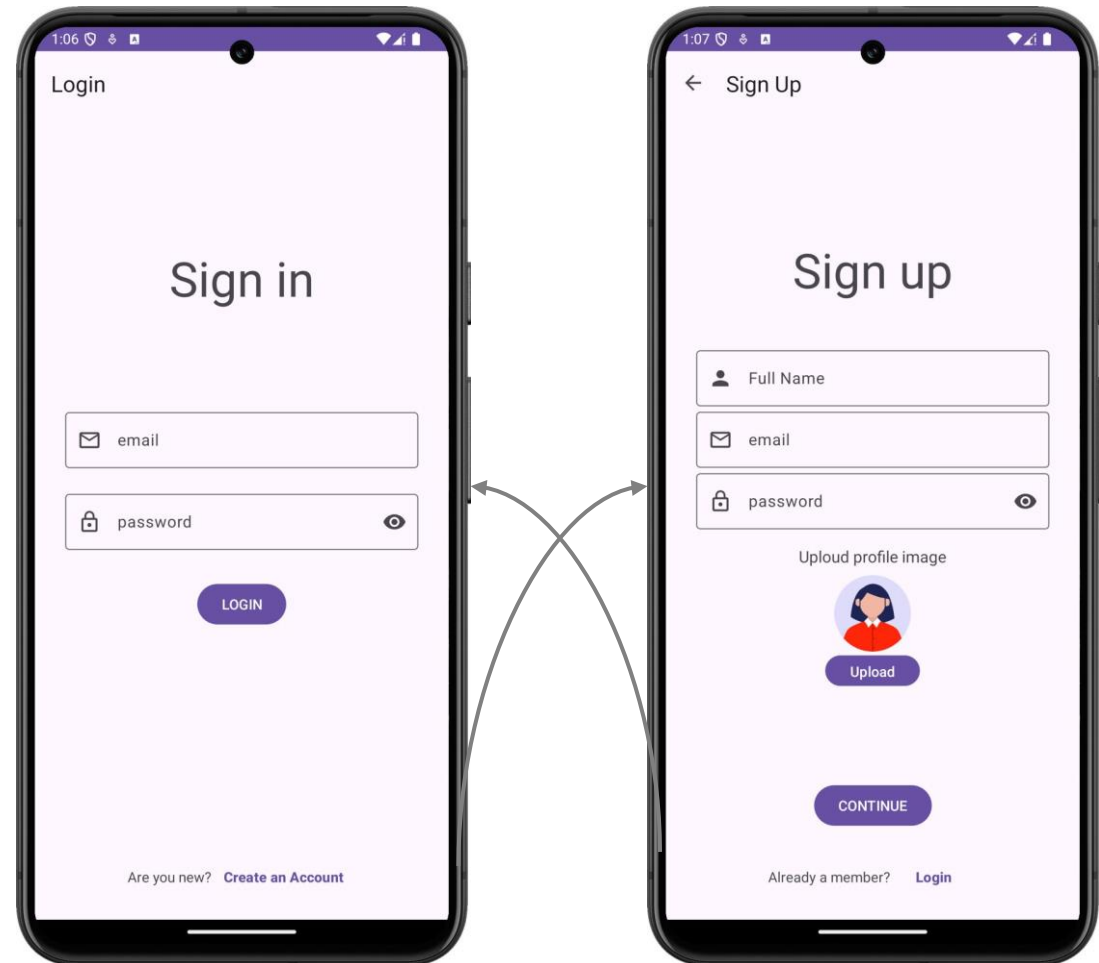 1:06
Login
Sign in
email
password
LOGIN
Are you new? Create an Account
1:07
Sign Up
Sign up
Full Name
email
password
Uploud profile image
Upload
CONTINUE
Already a member? Login